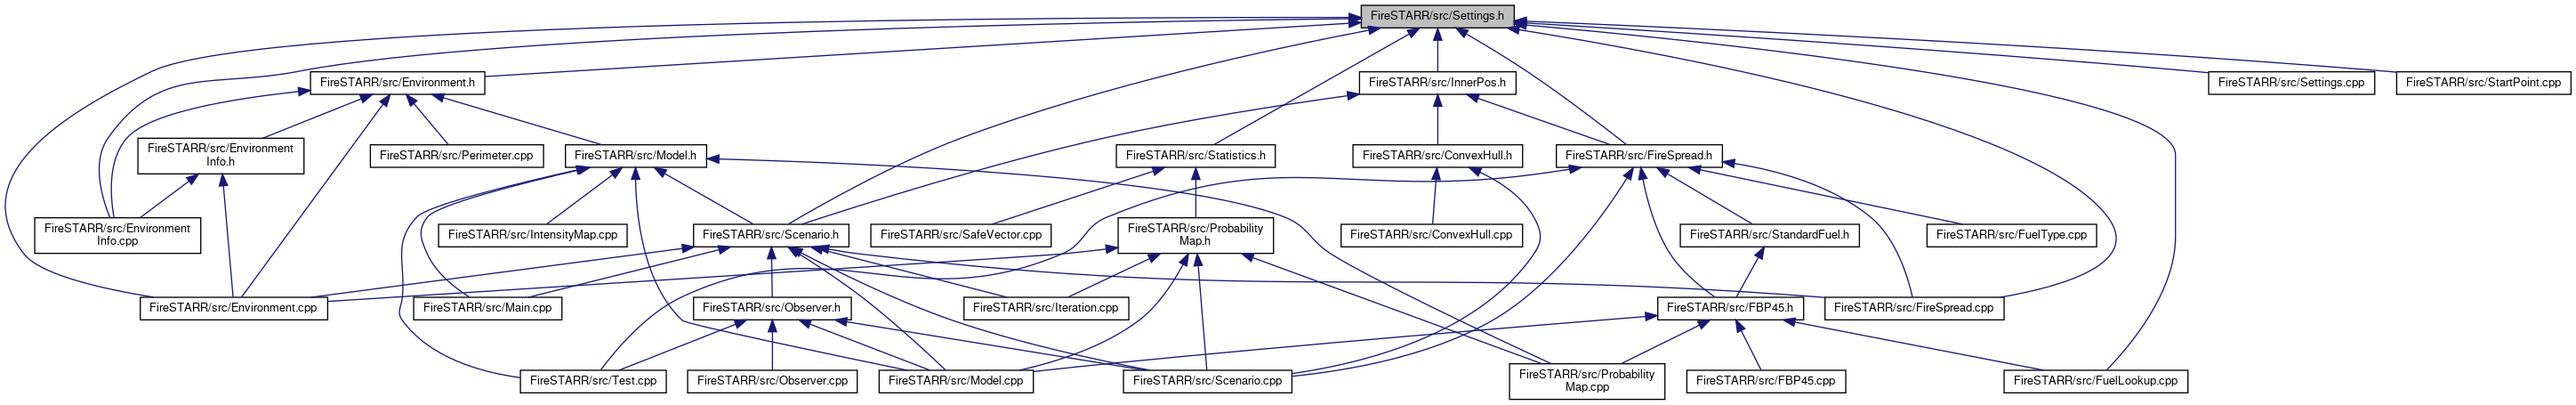 FireSTARR/src/Settings.h
FireSTARR/src/Environment.h
FireSTARR/src/InnerPos.h
FireSTARR/src/Settings.cpp
FireSTARR/src/StartPoint.cpp
FireSTARR/src/Environment
Info.h
FireSTARR/src/Perimeter.cpp
FireSTARR/src/Model.h
FireSTARR/src/Statistics.h
FireSTARR/src/ConvexHull.h
FireSTARR/src/FireSpread.h
FireSTARR/src/Environment
Info.cpp
FireSTARR/src/IntensityMap.cpp
FireSTARR/src/Scenario.h
FireSTARR/src/SafeVector.cpp
FireSTARR/src/Probability
Map.h
FireSTARR/src/ConvexHull.cpp
FireSTARR/src/StandardFuel.h
FireSTARR/src/FuelType.cpp
FireSTARR/src/Environment.cpp
FireSTARR/src/Main.cpp
FireSTARR/src/Observer.h
FireSTARR/src/Iteration.cpp
FireSTARR/src/FireSpread.cpp
FireSTARR/src/FBP45.h
FireSTARR/src/Test.cpp
FireSTARR/src/Observer.cpp
FireSTARR/src/Model.cpp
FireSTARR/src/Scenario.cpp
FireSTARR/src/Probability
Map.cpp
FireSTARR/src/FBP45.cpp
FireSTARR/src/FuelLookup.cpp